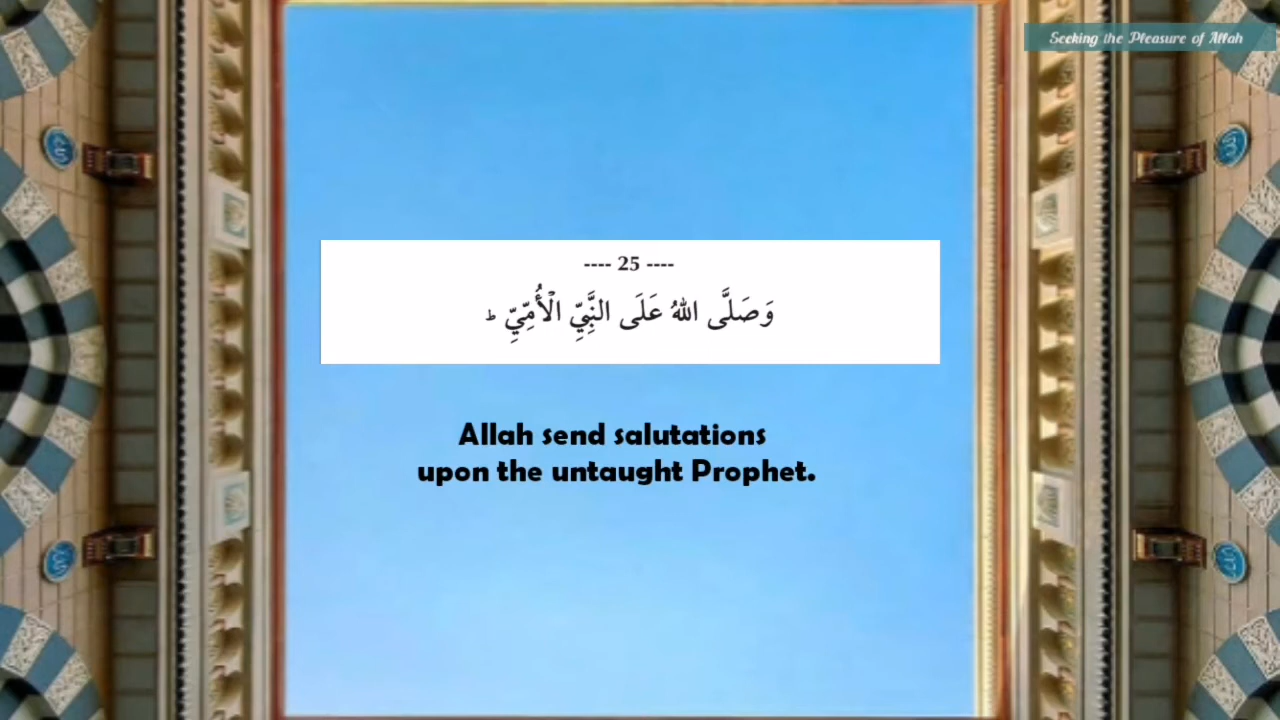 Seeking the Pleasure of Allah
---- 25 ----
وَصَلَّى اللهُ عَلَى النَّبِيِّ الْأُمِّيِّ ؕ
Allah send salutations
upon the untaught Prophet.